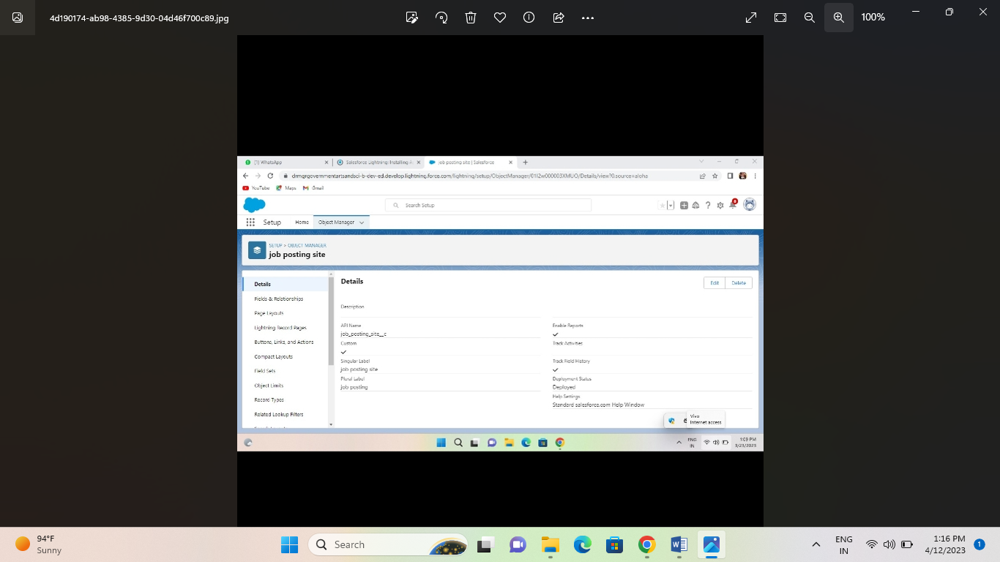 4d190174-ab98-4385-9d30-04d46f700c89.jpg
100%
(1) WhatsApp
Salesforce Lightning: Installing
job posting site | Salesforce
drmgrgovernmentartsandsci-b-dev-ed.develop.lightning.force.com/lightning/setup/ObjectManager/01I2w000003XMUO/Details/view?0.source=aloha
YouTube Maps Gmail
Search Setup
Setup Home Object Manager
SETUP > OBJECT MANAGER
job posting site
Details
Fields & Relationships
Page Layouts
Lightning Record Pages
Buttons, Links, and Actions
Compact Layouts
Field Sets
Object Limits
Record Types
Related Lookup Filters
Details
Edit Delete
Description
API Name
job_posting_site__c
Custom
Singular Label
job posting site
Plural Label
job posting
Enable Reports
Track Activities
Track Field History
Deployment Status
Deployed
Help Settings
Standard salesforce.com Help Window
Vivo
Internet access
ENG
IN
1:09 PM
3/23/2023
94°F
Sunny
Search
ENG
IN
1:16 PM
4/12/2023
1